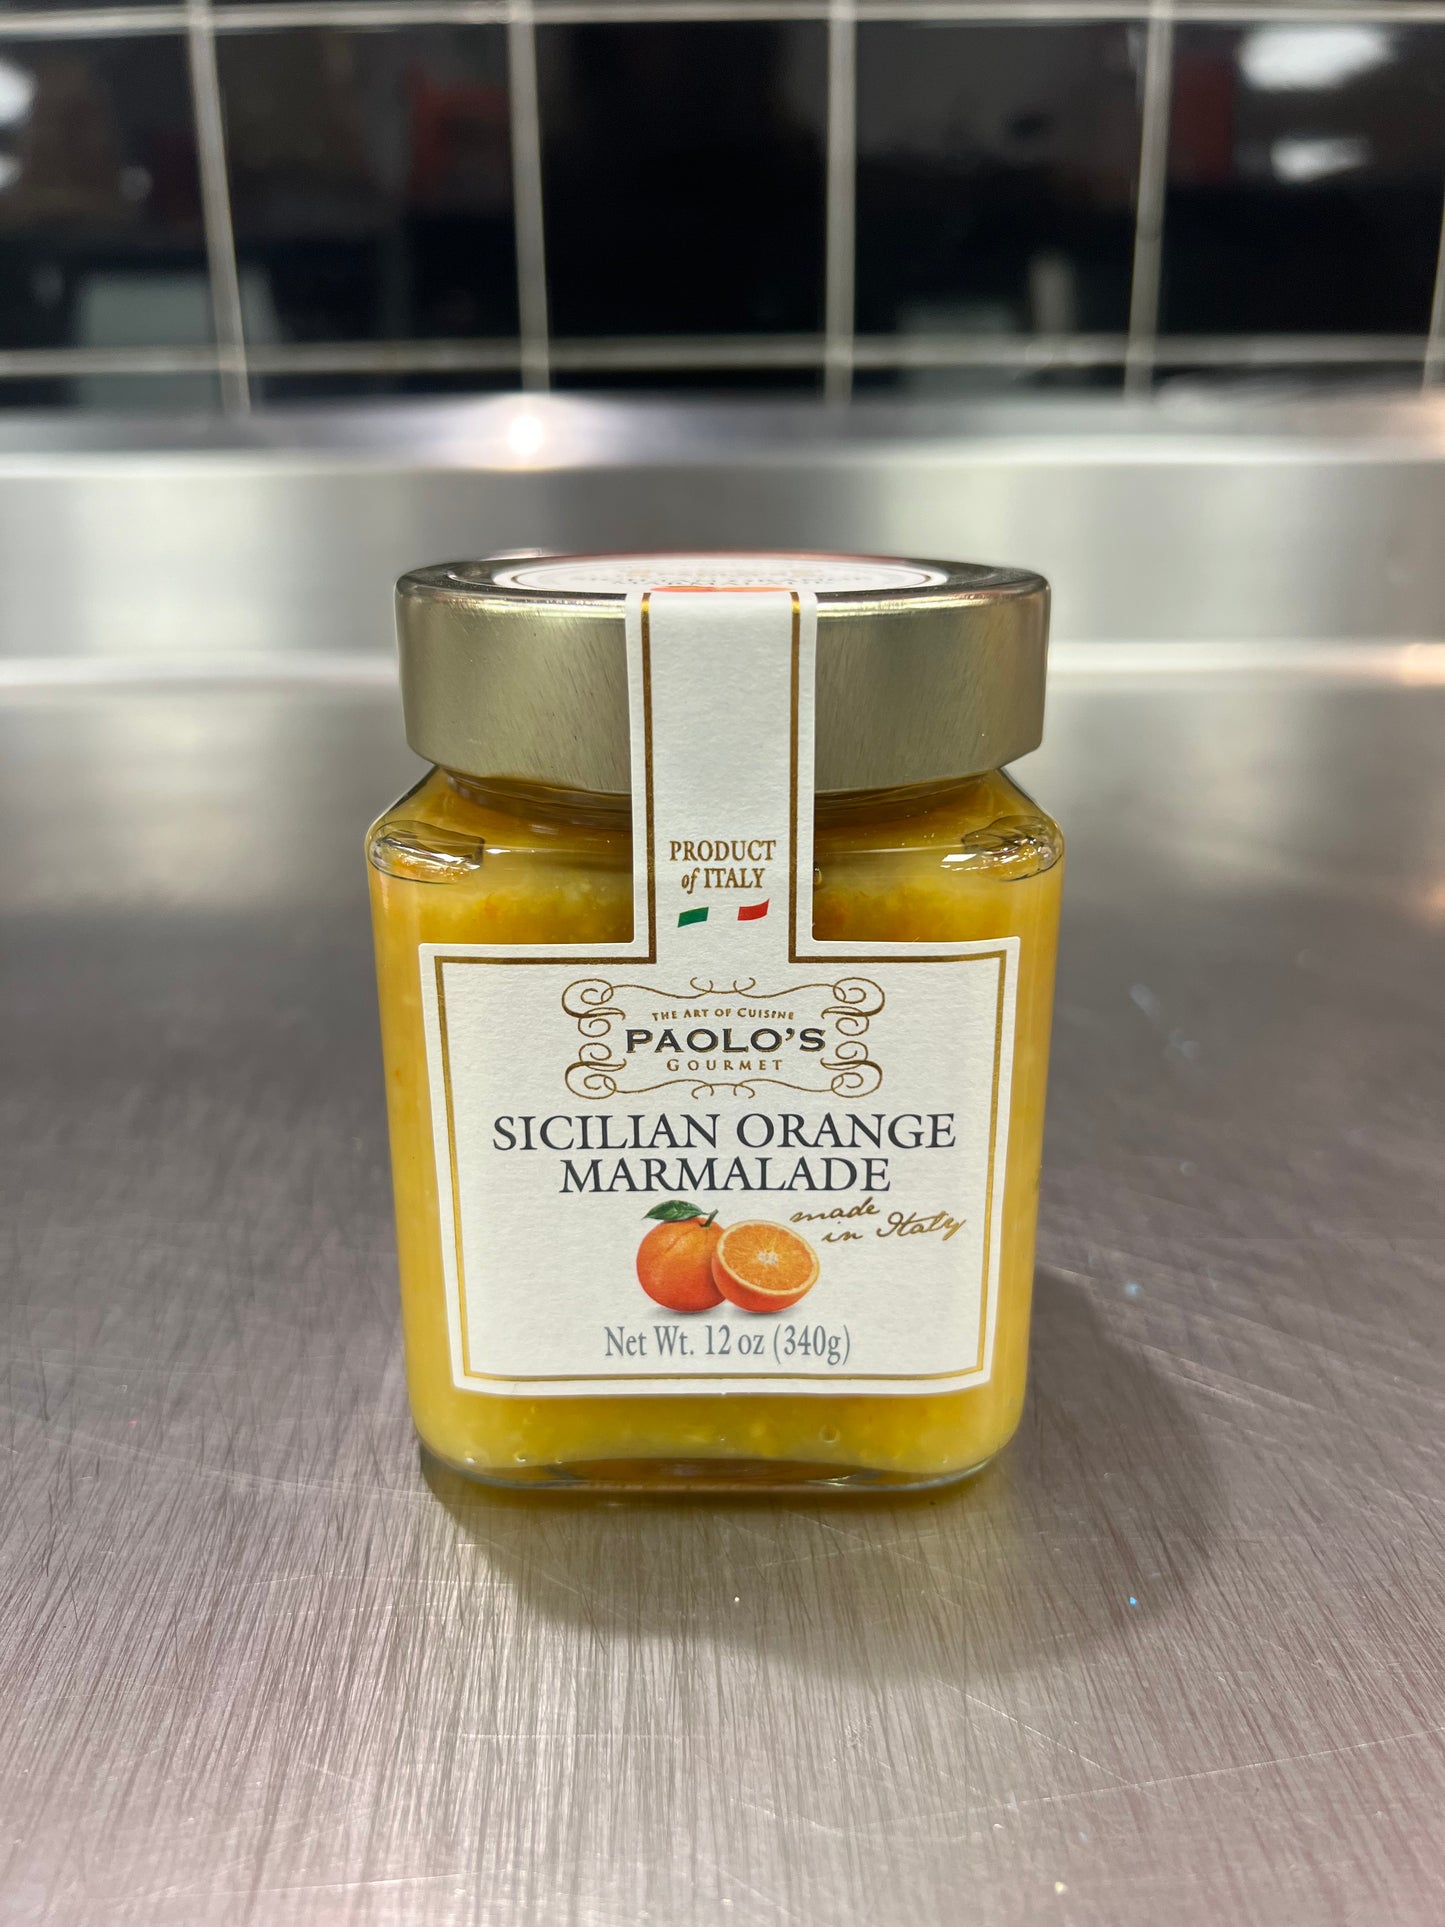 PRODUCT
of ITALY
THE ART OF CUISINE
PAOLO'S
GOURMET
SICILIAN ORANGE
MARMALADE
made
in Italy
Net Wt. 12 oz (340g)